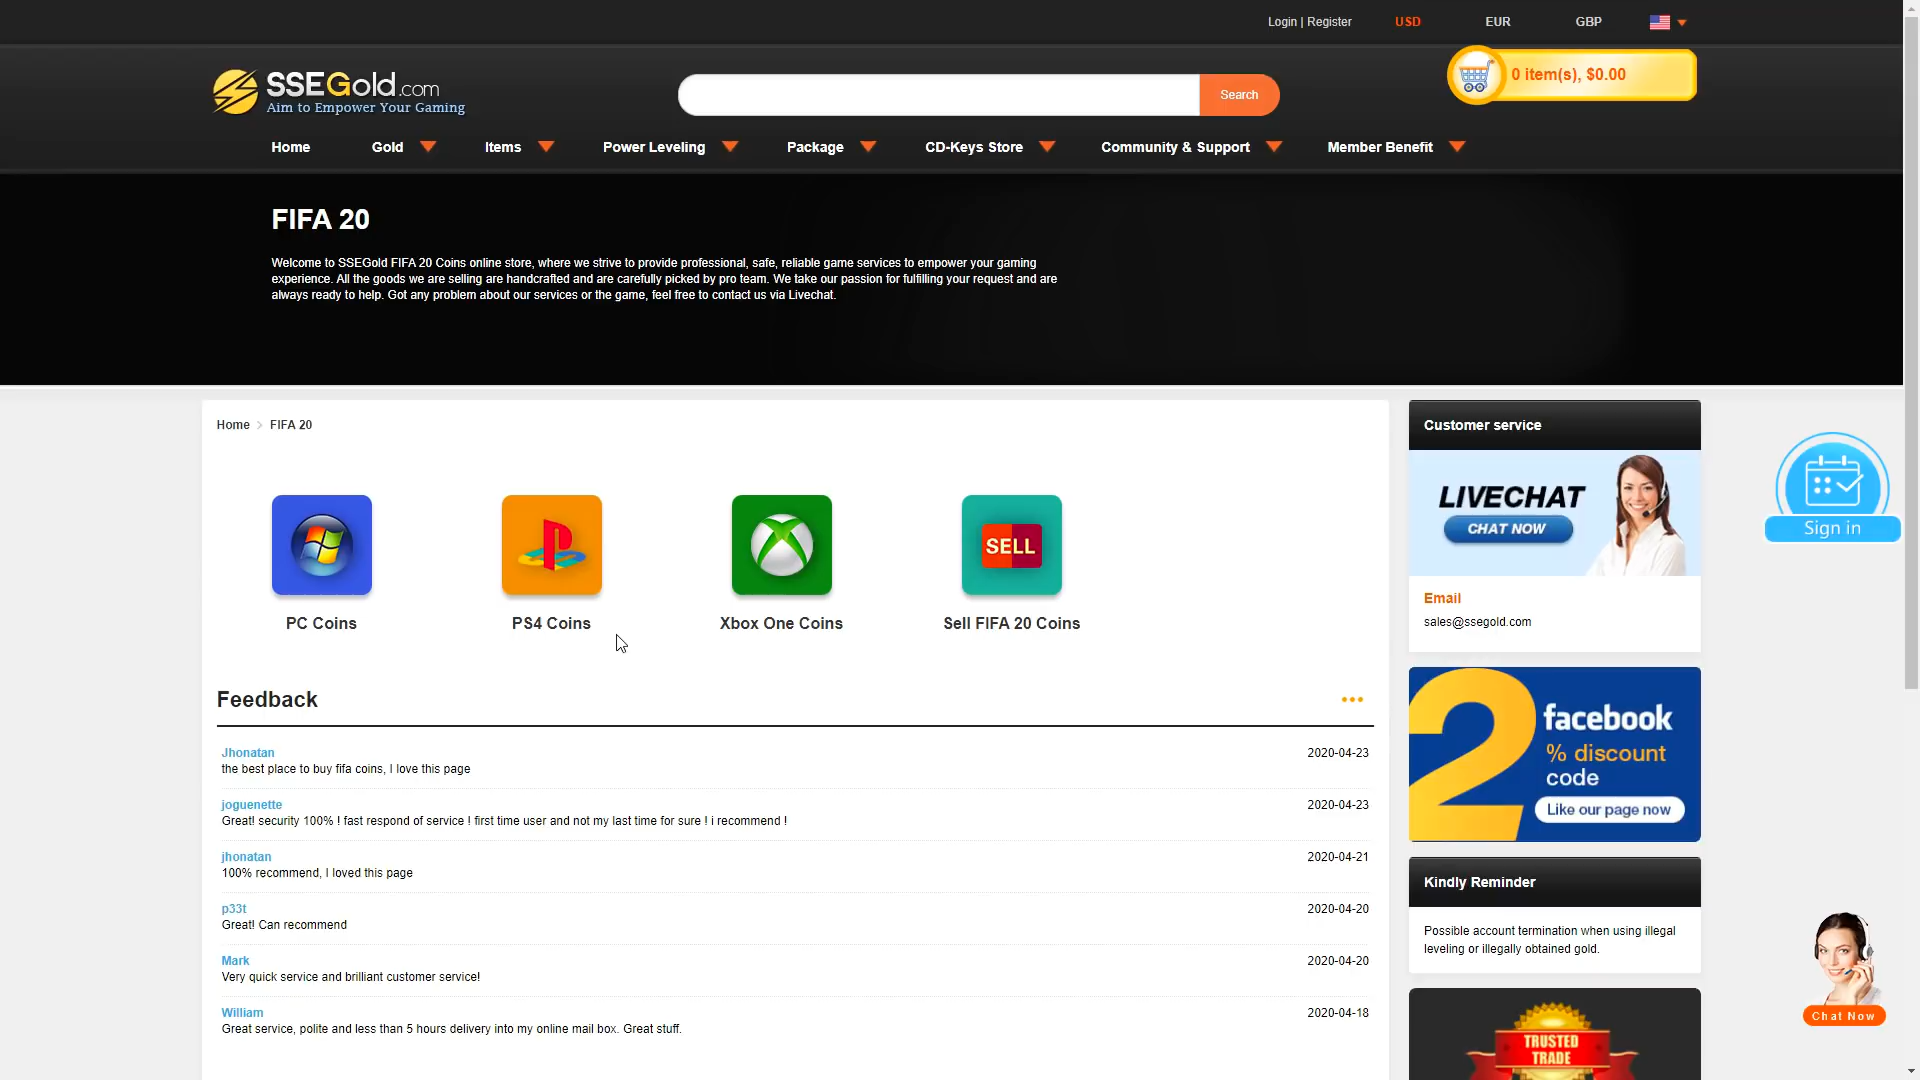 Login | Register
USD
EUR
GBP
SSEGold.com
Aim to Empower Your Gaming
Search
0 item(s), $0.00
Home
Gold
Items
Power Leveling
Package
CD-Keys Store
Community & Support
Member Benefit
FIFA 20
Welcome to SSEGold FIFA 20 Coins online store, where we strive to provide professional, safe, reliable game services to empower your gaming
experience. All the goods we are selling are handcrafted and are carefully picked by pro team. We take our passion for fulfilling your request and are
always ready to help. Got any problem about our services or the game, feel free to contact us via Livechat.
Home
FIFA 20
PC Coins
PS4 Coins
Xbox One Coins
SELL
Sell FIFA 20 Coins
Feedback
Jhonatan
2020-04-23
the best place to buy fifa coins, I love this page
joguenette
2020-04-23
Great! security 100% ! fast respond of service ! first time user and not my last time for sure ! i recommend !
jhonatan
2020-04-21
100% recommend, I loved this page
p33t
2020-04-20
Great! Can recommend
Mark
2020-04-20
Very quick service and brilliant customer service!
William
2020-04-18
Great service, polite and less than 5 hours delivery into my online mail box. Great stuff.
Customer service
LIVECHAT
CHAT NOW
Email
sales@ssegold.com
2
facebook
% discount
code
Like our page now
Kindly Reminder
Possible account termination when using illegal
leveling or illegally obtained gold.
TRUSTED
TRADE
Sign in
Chat Now